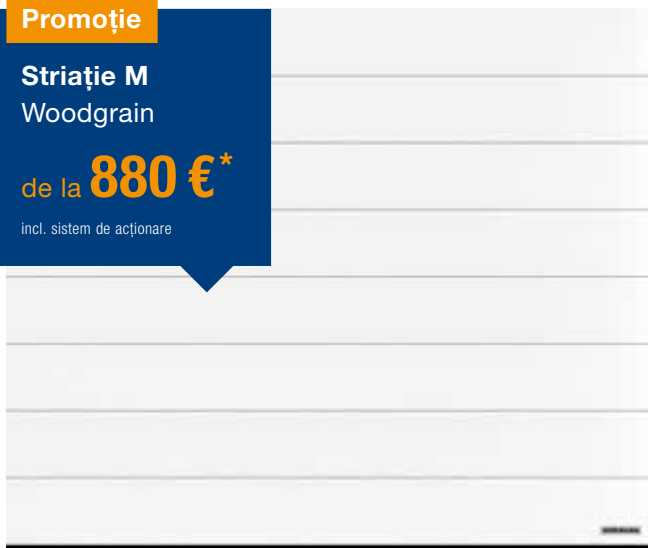 Promoție
Striație M
Woodgrain
de la 880 €*
incl. sistem de acționare